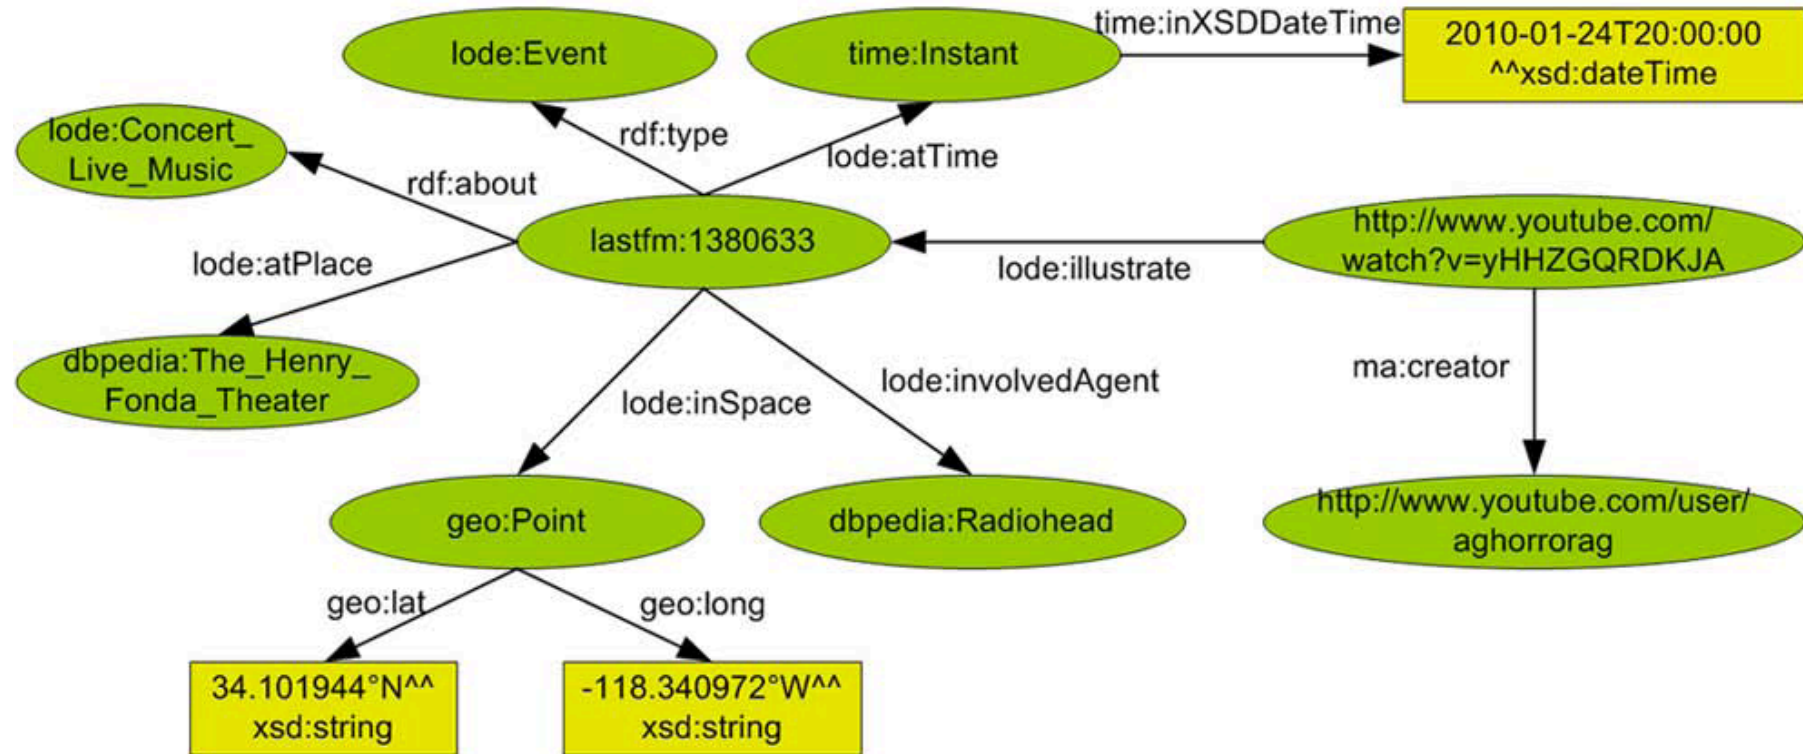 time:inXSDDateTime
lode:Event
time:Instant
2010-01-24T20:00:00
^^xsd:dateTime
lode:Concert_
Live_Music
rdf:type
lode:atTime
rdf:about
lastfm:1380633
http://www.youtube.com/
watch?v=yHHZGQRDKJA
lode:atPlace
lode:illustrate
dbpedia:The_Henry_
Fonda_Theater
lode:inSpace
lode:involvedAgent
ma:creator
geo:Point
dbpedia:Radiohead
http://www.youtube.com/user/
aghorrorag
geo:lat
geo:long
34.101944°N^^
xsd:string
-118.340972°W^^
xsd:string